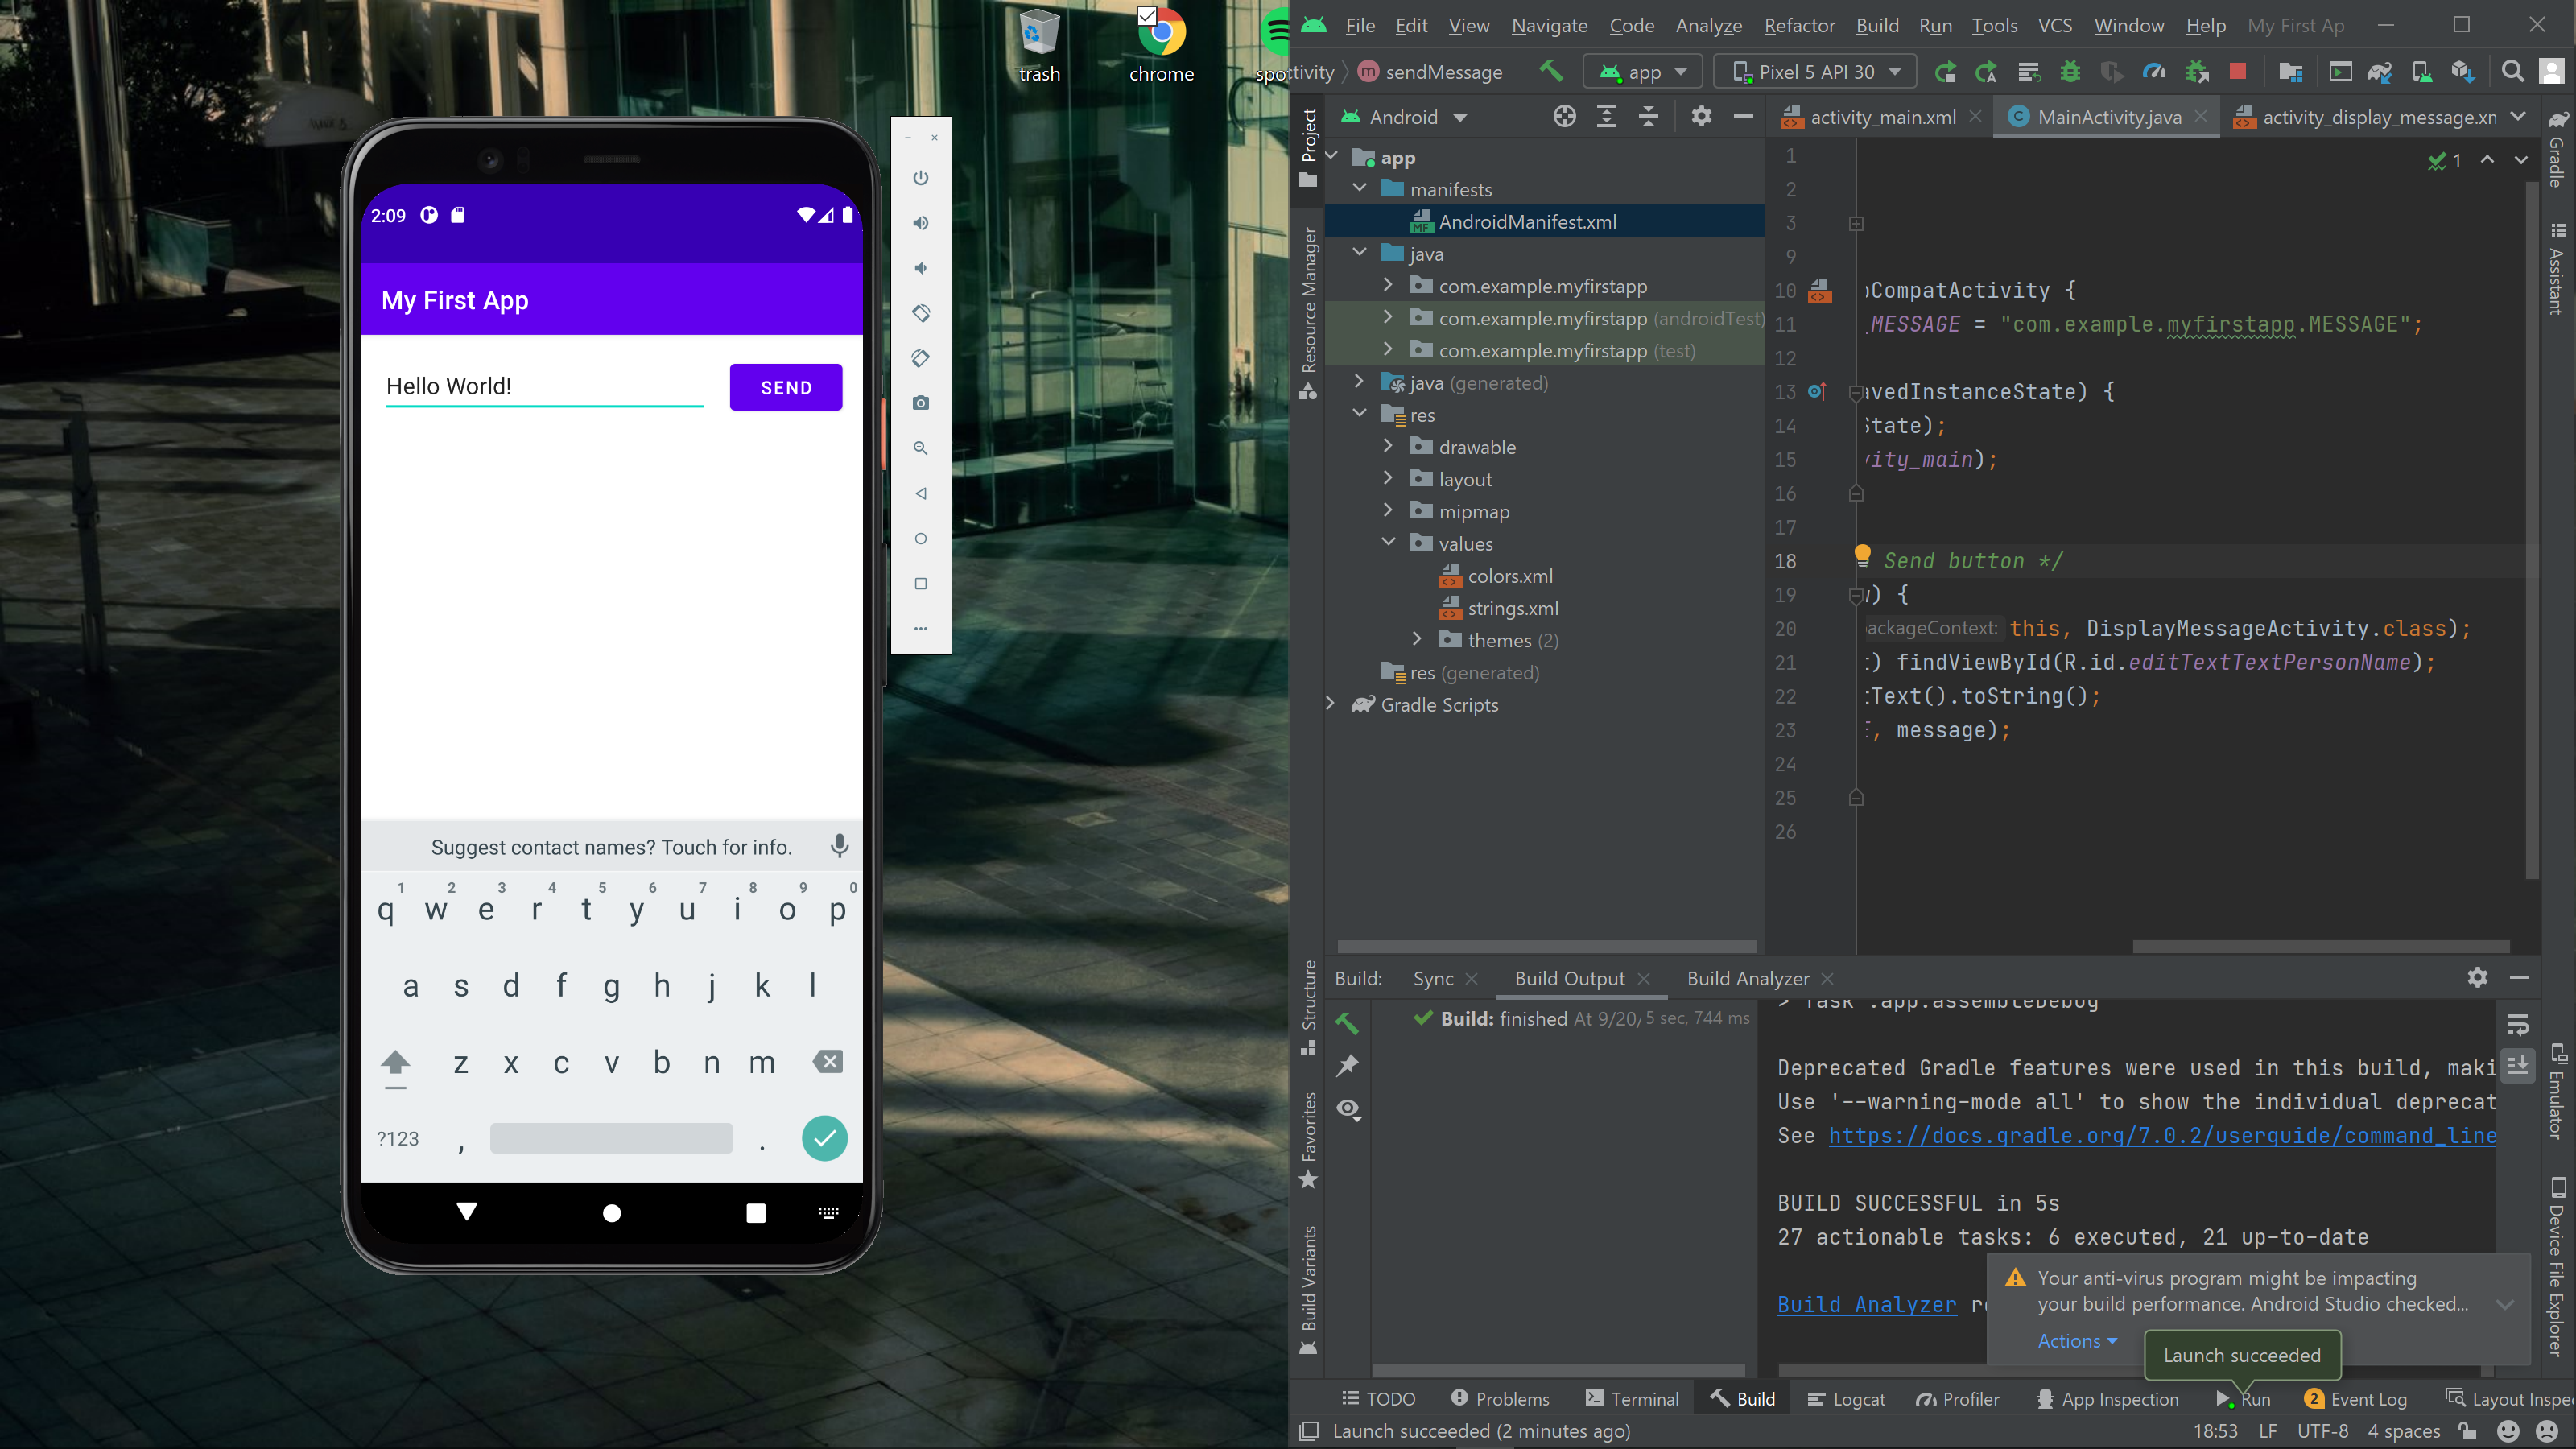 trash
chrome
File Edit View Navigate Code Analyze Refactor Build Run Tools VCS Window Help My First Ap
sendMessage
app
Pixel 5 API 30
Project
Resource Manager
Structure
Favorites
Build Variants
Android
app
manifests
AndroidManifest.xml
java
com.example.myfirstapp
com.example.myfirstapp (androidTest)
com.example.myfirstapp (test)
java (generated)
res
drawable
layout
mipmap
values
colors.xml
strings.xml
themes (2)
res (generated)
Gradle Scripts
activity_main.xml
MainActivity.java
activity_display_message.xm
1
1
2
3
9
10 CompatActivity {
11 _MESSAGE = "com.example.myfirstapp.MESSAGE";
12
13 avedInstanceState) {
14 State);
15 vity_main);
16
17
18 Send button */
19 ) {
20 ackageContext: this, DisplayMessageActivity.class);
21 t) findViewById(R.id.editTextTextPersonName);
22 tText().toString();
23 , message);
24
25
26
Gradle
Assistant
Emulator
Device File Explorer
2:09
My First App
Hello World!
SEND
Suggest contact names? Touch for info.
1 2 3 4 5 6 7 8 9 0
q w e r t y u i o p
a s d f g h j k l
z x c v b n m
?123 , .
Build: Sync Build Output Build Analyzer
Build: finished At 9/20, 5 sec, 744 ms
> Task :app:assembleDebug
Deprecated Gradle features were used in this build, maki
Use '--warning-mode all' to show the individual deprecat
See https://docs.gradle.org/7.0.2/userguide/command_line
BUILD SUCCESSFUL in 5s
27 actionable tasks: 6 executed, 21 up-to-date
Build Analyzer re
Your anti-virus program might be impacting
your build performance. Android Studio checked...
Actions
Launch succeeded
TODO Problems Terminal Build Logcat Profiler App Inspection Run 2 Event Log Layout Inspec
Launch succeeded (2 minutes ago)
18:53 LF UTF-8 4 spaces